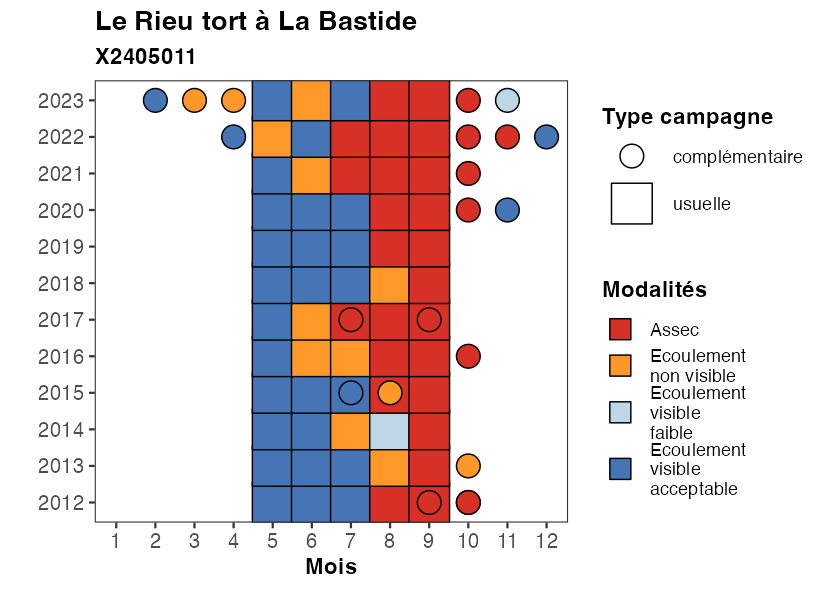 Le Rieu tort à La Bastide
X2405011
2023
2022
2021
2020
2019
2018
2017
2016
2015
2014
2013
2012
1 2 3 4 5 6 7 8 9 10 11 12
Mois
Type campagne
complémentaire
usuelle
Modalités
Assec
Ecoulement
non visible
Ecoulement
visible
faible
Ecoulement
visible
acceptable